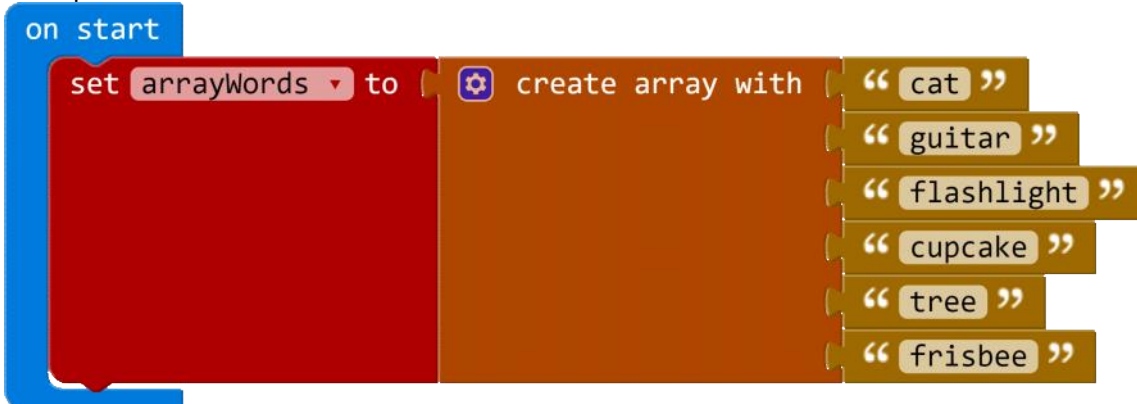 on start
set arrayWords to create array with “ cat ”
“ guitar ”
“ flashlight ”
“ cupcake ”
“ tree ”
“ frisbee ”